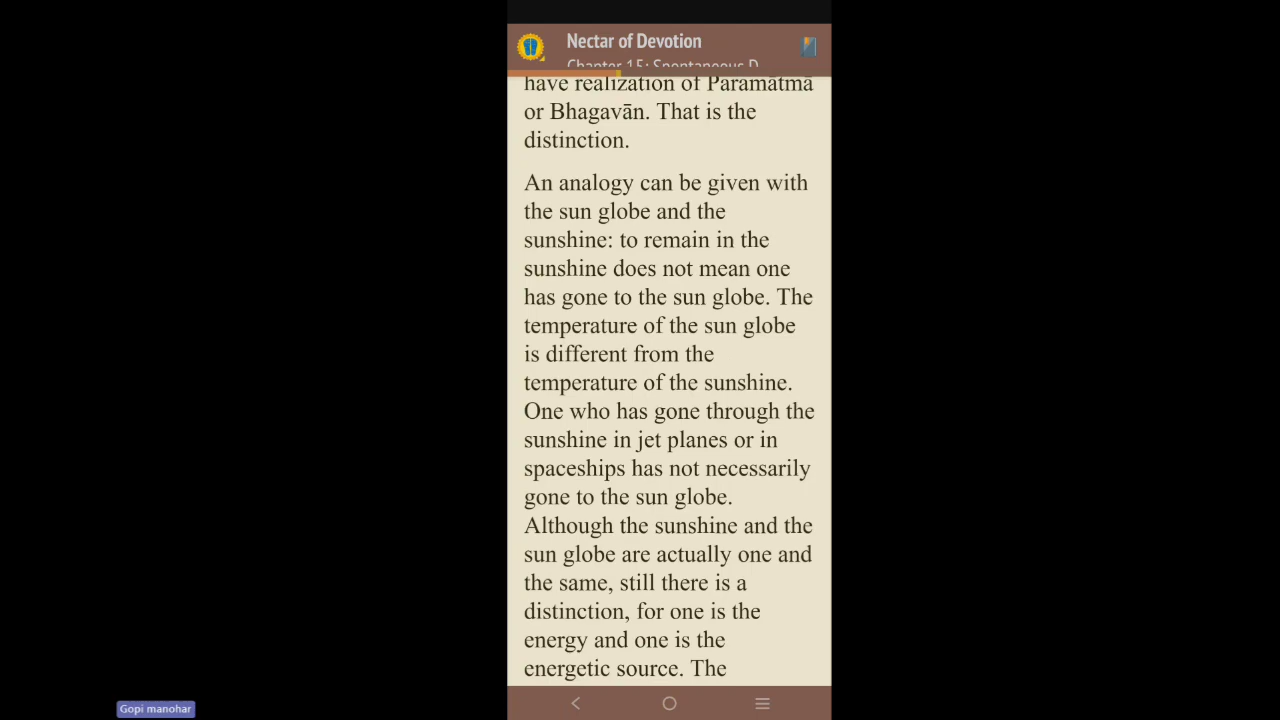 Nectar of Devotion
Chapter 15: Spontaneous D
have realization of Paramātmā
or Bhagavān. That is the
distinction.
An analogy can be given with
the sun globe and the
sunshine: to remain in the
sunshine does not mean one
has gone to the sun globe. The
temperature of the sun globe
is different from the
temperature of the sunshine.
One who has gone through the
sunshine in jet planes or in
spaceships has not necessarily
gone to the sun globe.
Although the sunshine and the
sun globe are actually one and
the same, still there is a
distinction, for one is the
energy and one is the
energetic source. The
Gopi manohar